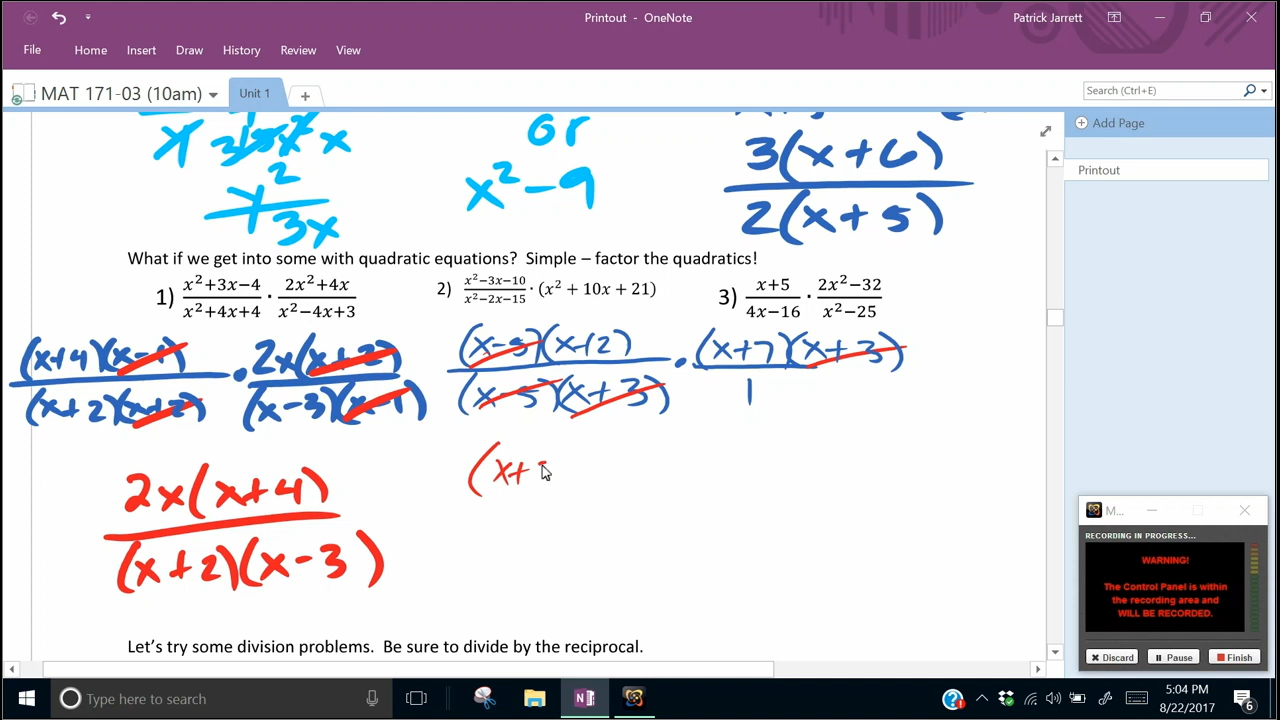 Printout - OneNote
Patrick Jarrett
File Home Insert Draw History Review View
MAT 171-03 (10am)
Unit 1
Search (Ctrl+E)
Add Page
Printout
or
y²
3x
x² - 9
3(x+6)
2(x+5)
What if we get into some with quadratic equations? Simple – factor the quadratics!
1) x²+3x−4 / x²+4x+4 · 2x²+4x / x²−4x+3
2) x²−3x−10 / x²−2x−15 · (x² + 10x + 21)
3) x+5 / 4x−16 · 2x²−32 / x²−25
(x+4)(x-1) / (x+2)(x+2) · 2x(x+2) / (x-3)(x-1)
(x-5)(x+2) / (x-5)(x+3) · (x+7)(x+3) / 1
2x(x+4)
(x+2)(x-3)
(x+
Let's try some division problems. Be sure to divide by the reciprocal.
M...
RECORDING IN PROGRESS...
WARNING!
The Control Panel is within
the recording area and
WILL BE RECORDED.
Discard Pause Finish
Type here to search
5:04 PM
8/22/2017
6